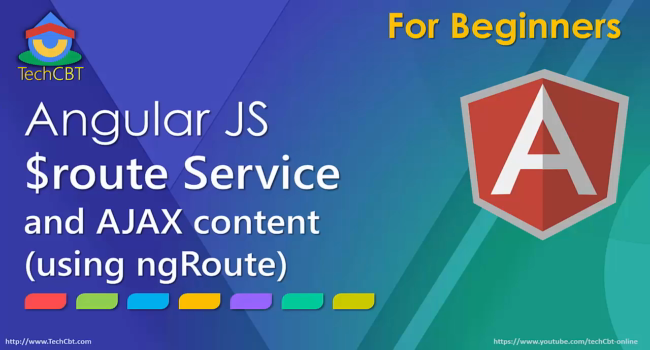 For Beginners
TechCBT
Angular JS
$route Service
and AJAX content
(using ngRoute)
http://www.TechCbt.com
https://www.youtube.com/techCbt-online